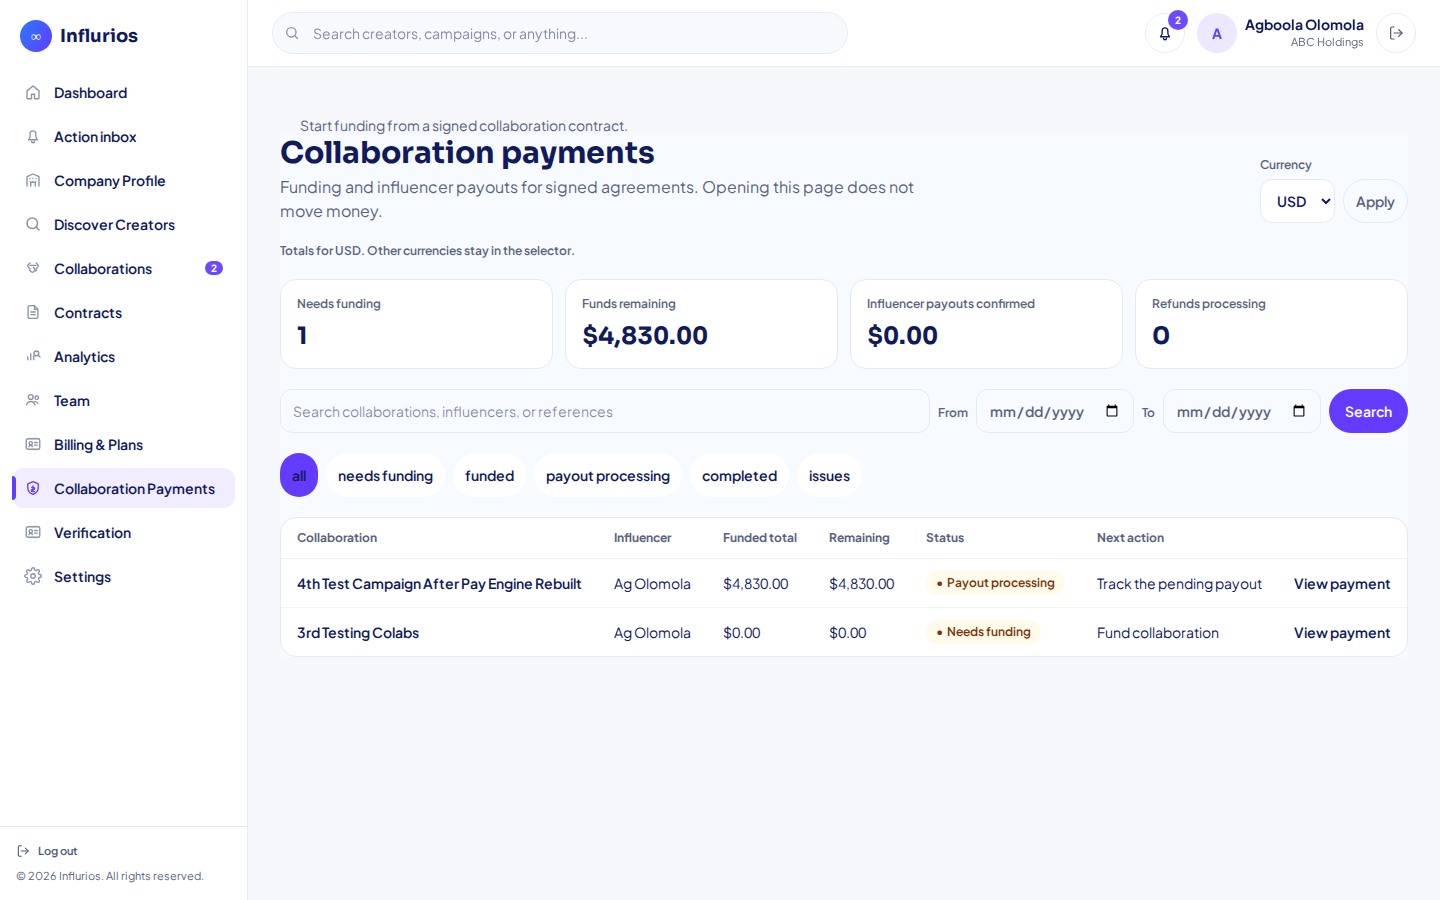 ∞ Influrios
Search creators, campaigns, or anything...
2
A
Agboola Olomola
ABC Holdings
Dashboard
Action inbox
Company Profile
Discover Creators
Collaborations 2
Contracts
Analytics
Team
Billing & Plans
Collaboration Payments
Verification
Settings
Log out
© 2026 Influrios. All rights reserved.
Start funding from a signed collaboration contract.
Collaboration payments
Funding and influencer payouts for signed agreements. Opening this page does not
move money.
Currency
USD Apply
Totals for USD. Other currencies stay in the selector.
Needs funding
1
Funds remaining
$4,830.00
Influencer payouts confirmed
$0.00
Refunds processing
0
Search collaborations, influencers, or references From mm/dd/yyyy To mm/dd/yyyy Search
all needs funding funded payout processing completed issues
Collaboration Influencer Funded total Remaining Status Next action
4th Test Campaign After Pay Engine Rebuilt Ag Olomola $4,830.00 $4,830.00 Payout processing Track the pending payout View payment
3rd Testing Colabs Ag Olomola $0.00 $0.00 Needs funding Fund collaboration View payment